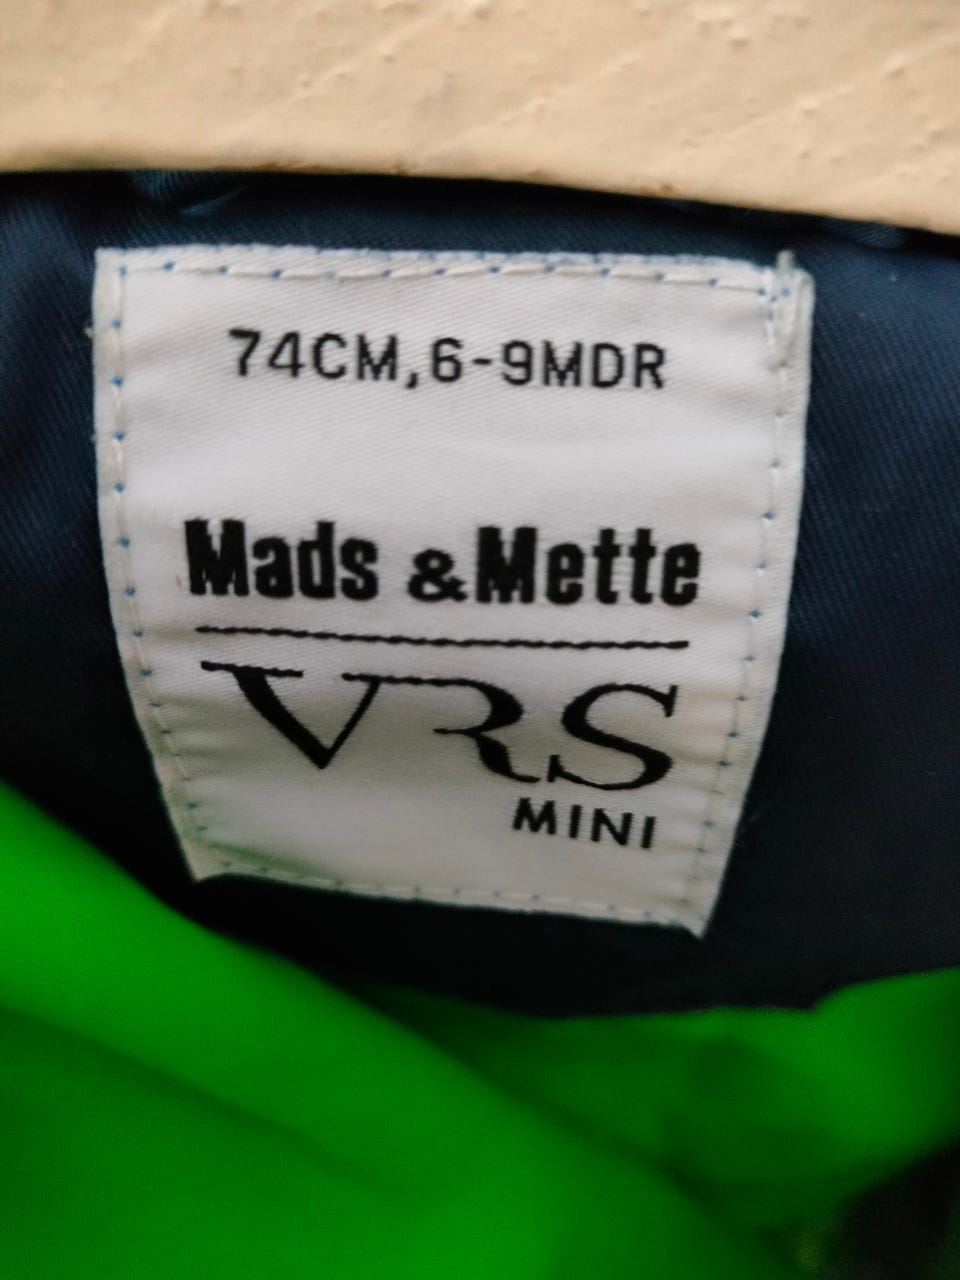 74CM,6-9MDR
Mads &Mette
VRS
MINI